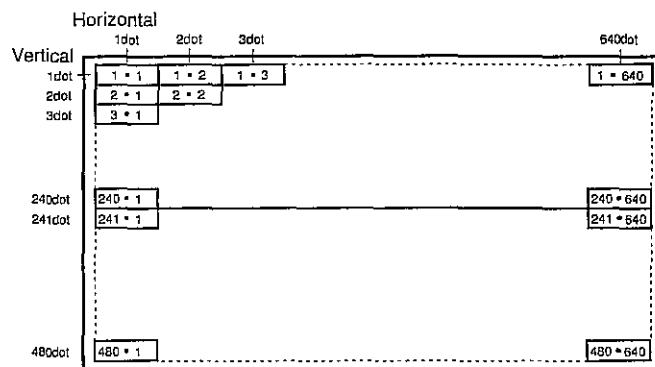 Horizontal
1dot 2dot 3dot 640dot
Vertical
1dot 1 • 1 1 • 2 1 • 3 1 • 640
2dot 2 • 1 2 • 2
3dot 3 • 1
240dot 240 • 1 240 • 640
241dot 241 • 1 241 • 640
480dot 480 • 1 480 • 640